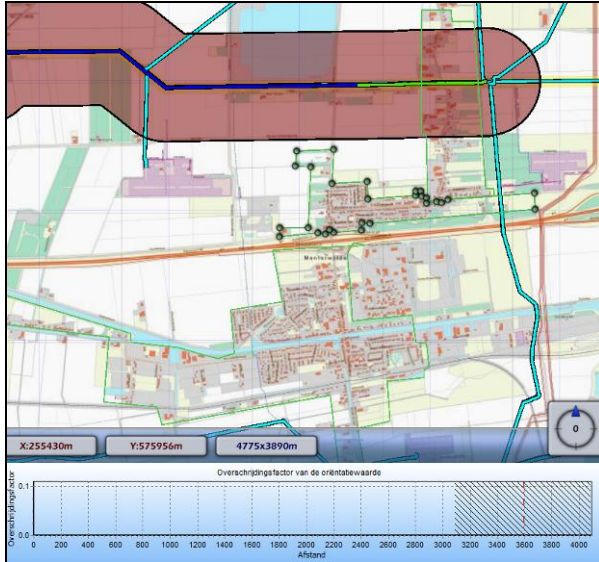 Menterwolde
0
X:255430m Y:575956m 4775x3890m
Overschrijdingsfactor van de oriëntatiewaarde
Overschrijdingsfactor
0.1
0.0
0 200 400 600 800 1000 1200 1400 1600 1800 2000 2200 2400 2600 2800 3000 3200 3400 3600 3800 4000
Afstand